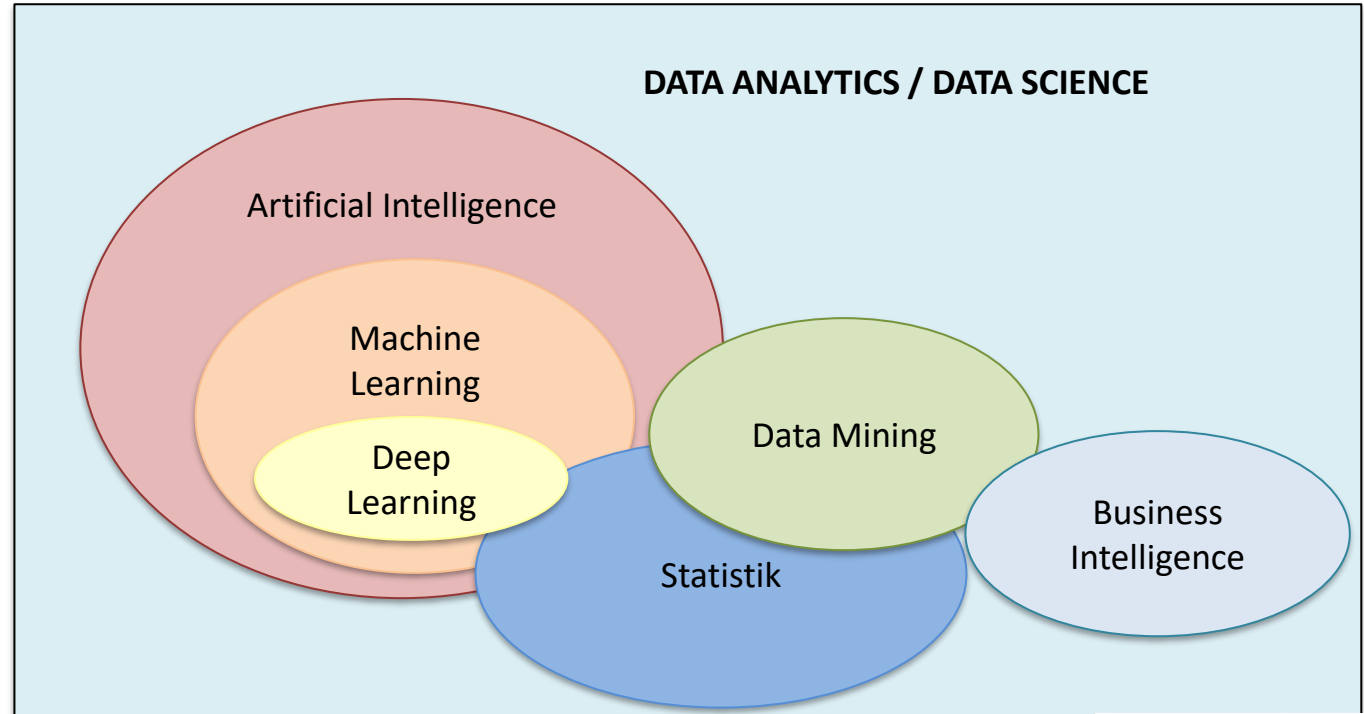 DATA ANALYTICS / DATA SCIENCE
Artificial Intelligence
Machine
Learning
Deep
Learning
Data Mining
Statistik
Business
Intelligence